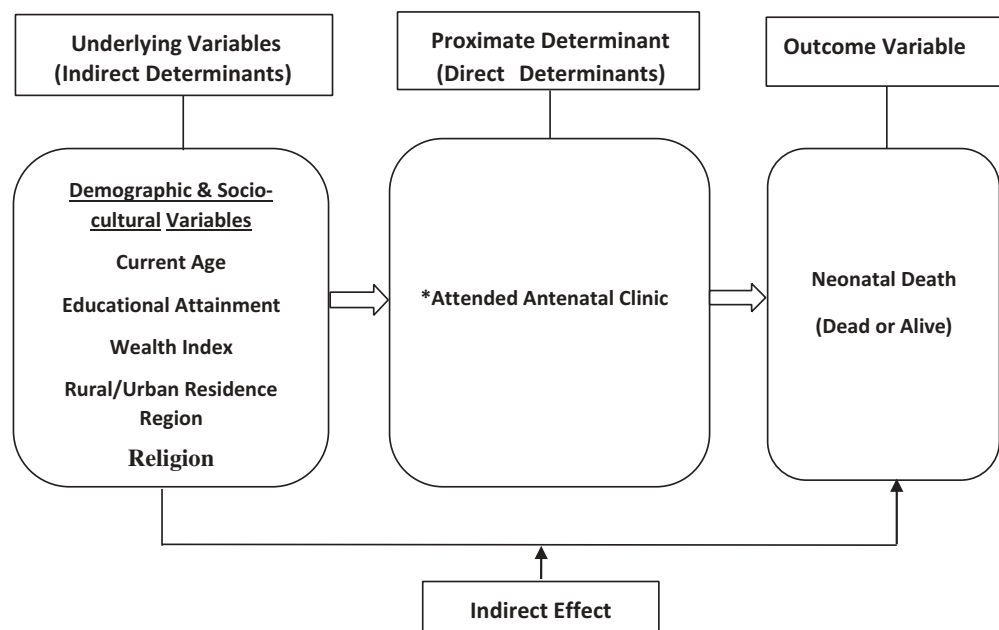 Underlying Variables
(Indirect Determinants)
Proximate Determinant
(Direct Determinants)
Outcome Variable
Demographic & Socio-
cultural Variables
Current Age
Educational Attainment
Wealth Index
Rural/Urban Residence
Region
Religion
*Attended Antenatal Clinic
Neonatal Death
(Dead or Alive)
Indirect Effect